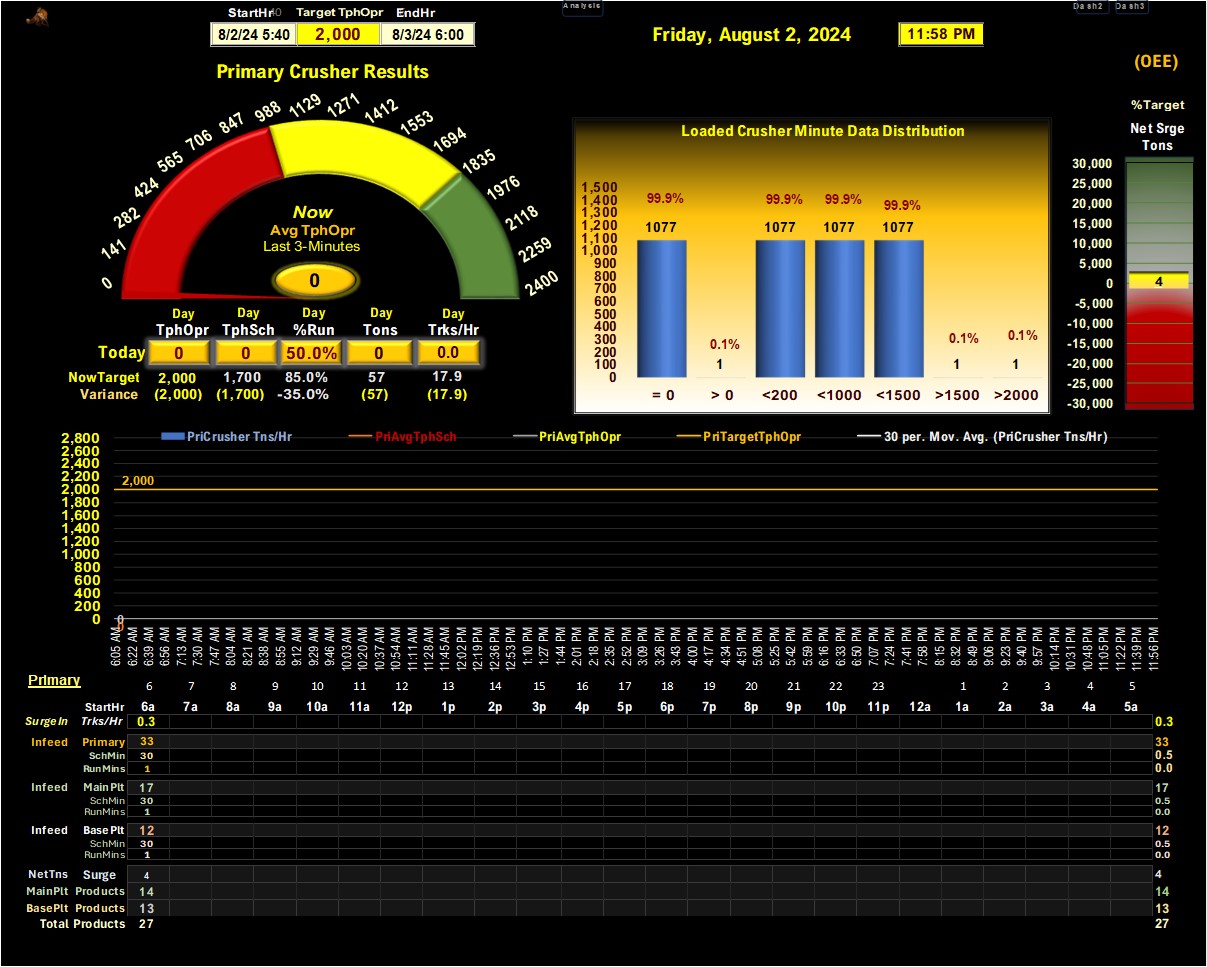 StartHr Target TphOpr EndHr
8/2/24 5:40 2,000 8/3/24 6:00
Analysis
Dash2 Dash3
Friday, August 2, 2024 11:58 PM
(OEE)
Primary Crusher Results
0 141 282 424 565 706 847 988 1129 1271 1412 1553 1694 1835 1976 2118 2259 2400
Now
Avg TphOpr
Last 3-Minutes
0
Day Day Day Day Day
TphOpr TphSch %Run Tons Trks/Hr
Today 0 0 50.0% 0 0.0
NowTarget 2,000 1,700 85.0% 57 17.9
Variance (2,000) (1,700) -35.0% (57) (17.9)
Loaded Crusher Minute Data Distribution
1,500
1,400
1,300
1,200
1,100
1,000
900
800
700
600
500
400
300
200
100
0
99.9% 99.9% 99.9% 99.9%
1077 1077 1077 1077
0.1% 0.1% 0.1%
1 1 1
= 0 > 0 <200 <1000 <1500 >1500 >2000
%Target
Net Srge
Tons
30,000
25,000
20,000
15,000
10,000
5,000
0
-5,000
-10,000
-15,000
-20,000
-25,000
-30,000
4
PriCrusher Tns/Hr PriAvgTphSch PriAvgTphOpr PriTargetTphOpr 30 per. Mov. Avg. (PriCrusher Tns/Hr)
2,800
2,600
2,400
2,200
2,000
1,800
1,600
1,400
1,200
1,000
800
600
400
200
0
2,000
0
0
6:05 AM 6:22 AM 6:39 AM 6:56 AM 7:13 AM 7:30 AM 7:47 AM 8:04 AM 8:21 AM 8:38 AM 8:55 AM 9:12 AM 9:29 AM 9:46 AM 10:03 AM 10:20 AM 10:37 AM 10:54 AM 11:11 AM 11:28 AM 11:45 AM 12:02 PM 12:19 PM 12:36 PM 12:53 PM 1:10 PM 1:27 PM 1:44 PM 2:01 PM 2:18 PM 2:35 PM 2:52 PM 3:09 PM 3:26 PM 3:43 PM 4:00 PM 4:17 PM 4:34 PM 4:51 PM 5:08 PM 5:25 PM 5:42 PM 5:59 PM 6:16 PM 6:33 PM 6:50 PM 7:07 PM 7:24 PM 7:41 PM 7:58 PM 8:15 PM 8:32 PM 8:49 PM 9:06 PM 9:23 PM 9:40 PM 9:57 PM 10:14 PM 10:31 PM 10:48 PM 11:05 PM 11:22 PM 11:39 PM 11:56 PM
Primary
6 7 8 9 10 11 12 13 14 15 16 17 18 19 20 21 22 23 1 2 3 4 5
StartHr 6a 7a 8a 9a 10a 11a 12p 1p 2p 3p 4p 5p 6p 7p 8p 9p 10p 11p 12a 1a 2a 3a 4a 5a
SurgeIn Trks/Hr 0.3 0.3
Infeed Primary 33 33
SchMin 30 0.5
RunMins 1 0.0
Infeed MainPlt 17 17
SchMin 30 0.5
RunMins 1 0.0
Infeed BasePlt 12 12
SchMin 30 0.5
RunMins 1 0.0
NetTns Surge 4 4
MainPlt Products 14 14
BasePlt Products 13 13
Total Products 27 27